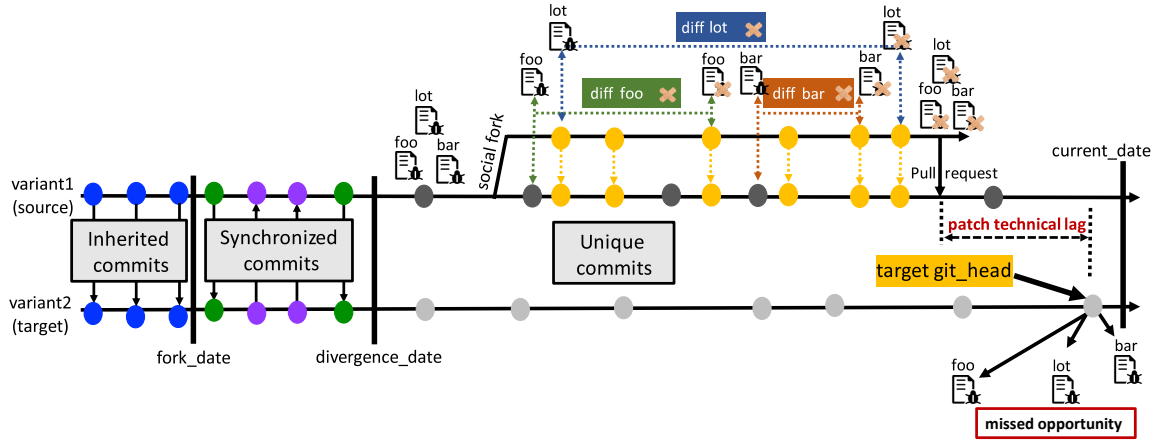 lot
diff lot
lot
foo
foo
bar
bar
lot
diff foo
diff bar
foo
bar
lot
foo
bar
social fork
current_date
variant1
(source)
Pull request
Inherited
commits
Synchronized
commits
Unique
commits
patch technical lag
target git_head
variant2
(target)
fork_date
divergence_date
foo
lot
bar
missed opportunity